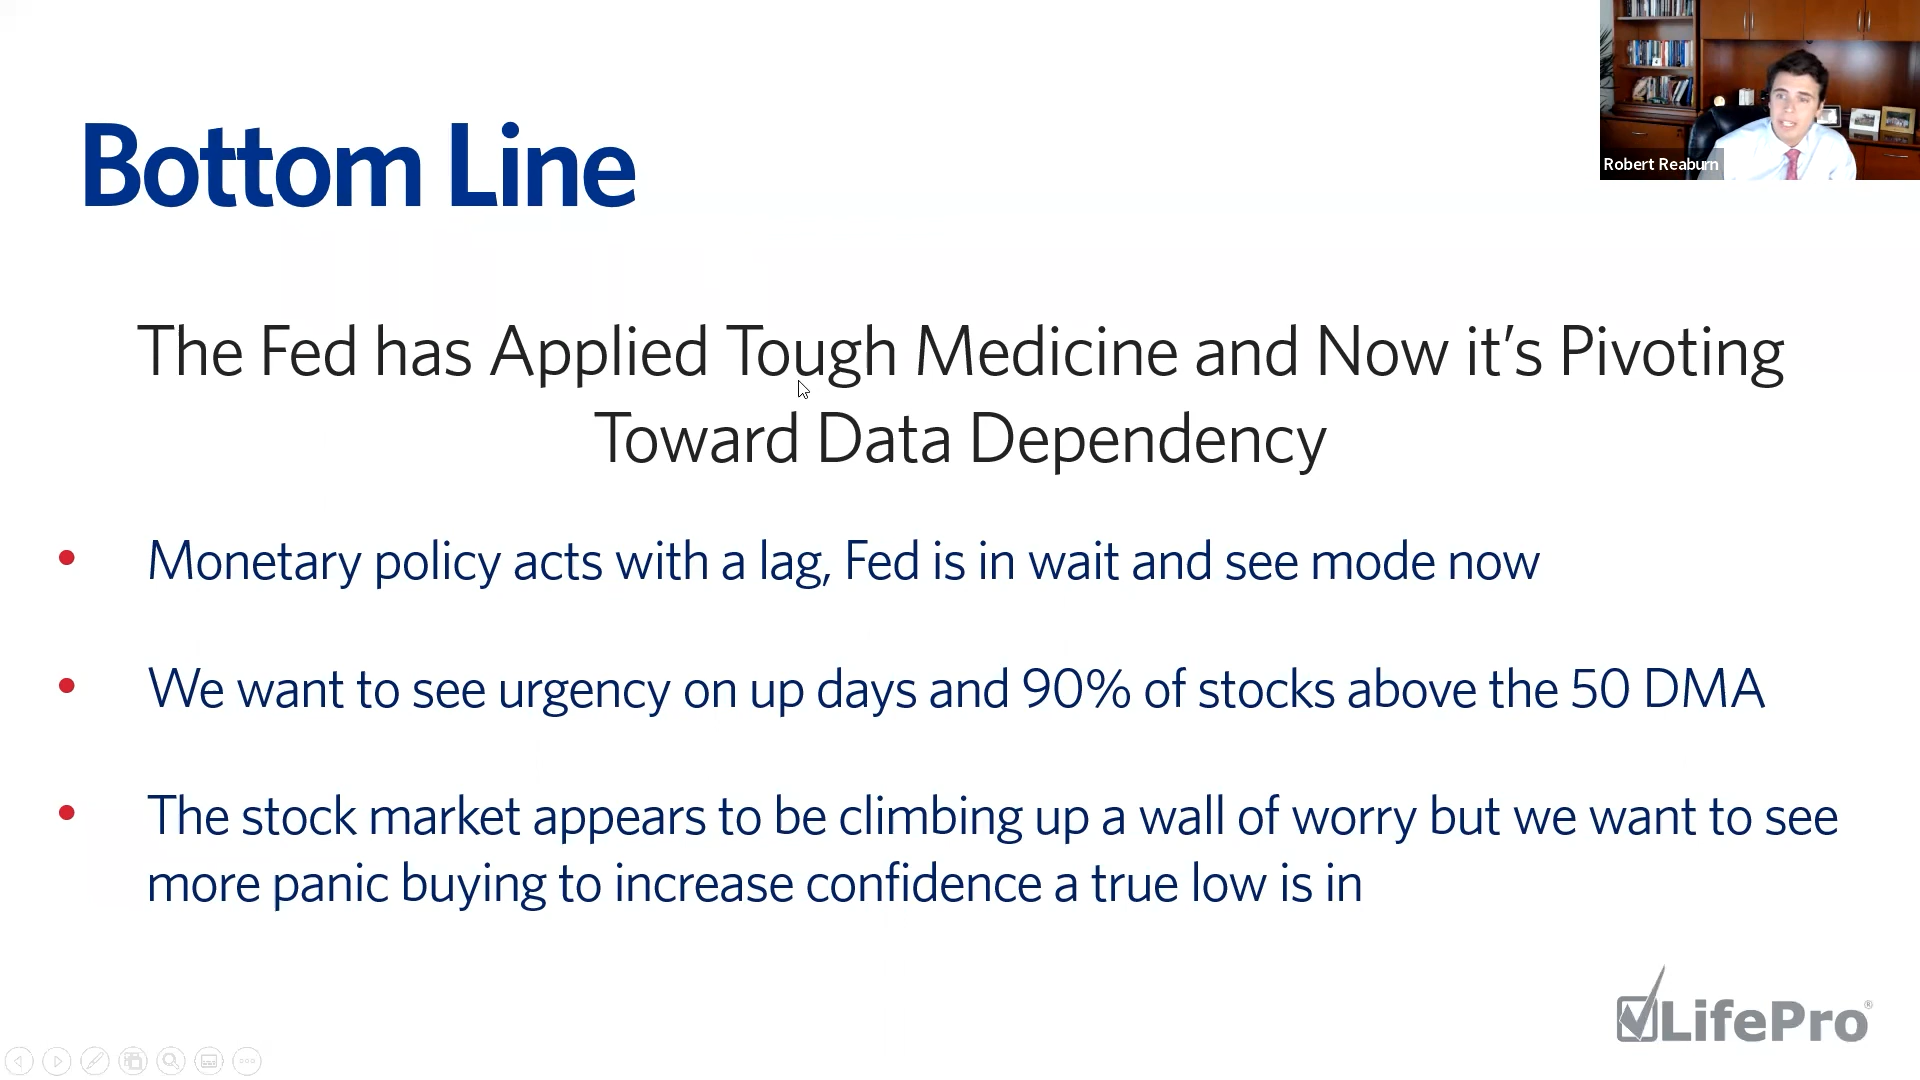 Robert Reaburn
Bottom Line
The Fed has Applied Tough Medicine and Now it's Pivoting
Toward Data Dependency
• Monetary policy acts with a lag, Fed is in wait and see mode now
• We want to see urgency on up days and 90% of stocks above the 50 DMA
• The stock market appears to be climbing up a wall of worry but we want to see
more panic buying to increase confidence a true low is in
LifePro®